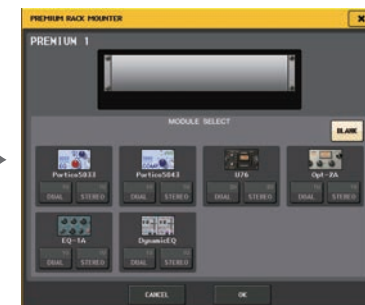 PREMIUM RACK MOUNTER
PREMIUM 1
MODULE SELECT
BLANK
Portico5033 Portico5043 U76 Opt-2A
DUAL STEREO DUAL STEREO DUAL STEREO DUAL STEREO
EQ-1A DynamicEQ
DUAL STEREO DUAL STEREO
CANCEL OK